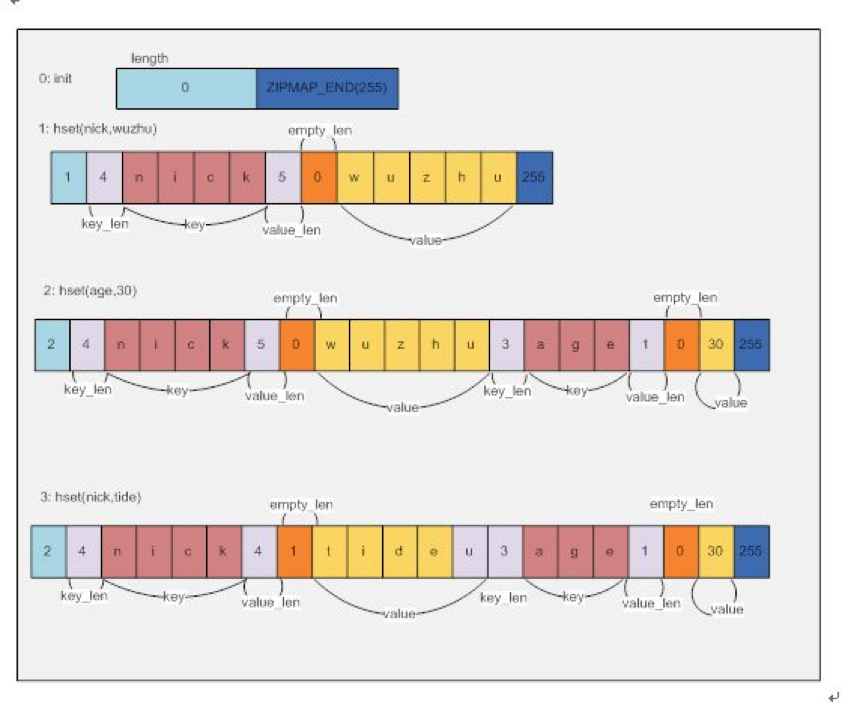 length
0: init
0 ZIPMAP_END(255)
1: hset(nick,wuzhu)
empty_len
1 4 n i c k 5 0 w u z h u 255
key_len key value_len value
2: hset(age,30)
empty_len empty_len
2 4 n i c k 5 0 w u z h u 3 a g e 1 0 30 255
key_len key value_len value key_len key value_len value
3: hset(nick,tide)
empty_len empty_len
2 4 n i c k 4 1 t i d e u 3 a g e 1 0 30 255
key_len key value_len value key_len key value_len value